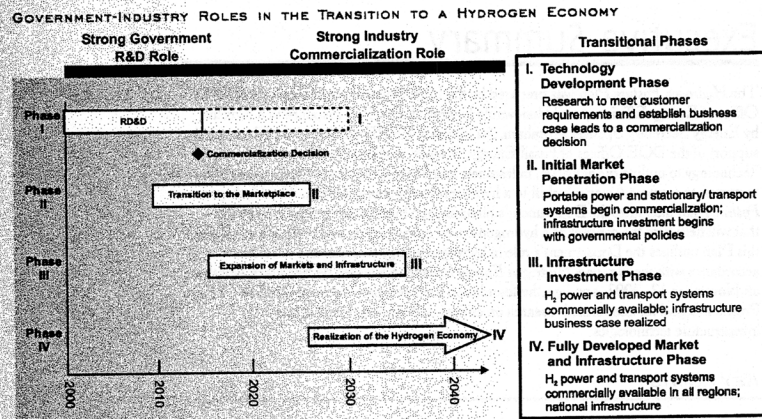 GOVERNMENT-INDUSTRY ROLES IN THE TRANSITION TO A HYDROGEN ECONOMY
Strong Government
R&D Role
Strong Industry
Commercialization Role
Transitional Phases
Phase
I
RD&D
I
Commercialization Decision
Phase
II
Transition to the Marketplace
II
Phase
III
Expansion of Markets and Infrastructure
III
Phase
IV
Realization of the Hydrogen Economy
IV
2000
2010
2020
2030
2040
I. Technology
Development Phase
Research to meet customer
requirements and establish business
case leads to a commercialization
decision
II. Initial Market
Penetration Phase
Portable power and stationary/ transport
systems begin commercialization;
infrastructure investment begins
with governmental policies
III. Infrastructure
Investment Phase
H₂ power and transport systems
commercially available; infrastructure
business case realized
IV. Fully Developed Market
and Infrastructure Phase
H₂ power and transport systems
commercially available in all regions;
national infrastructure